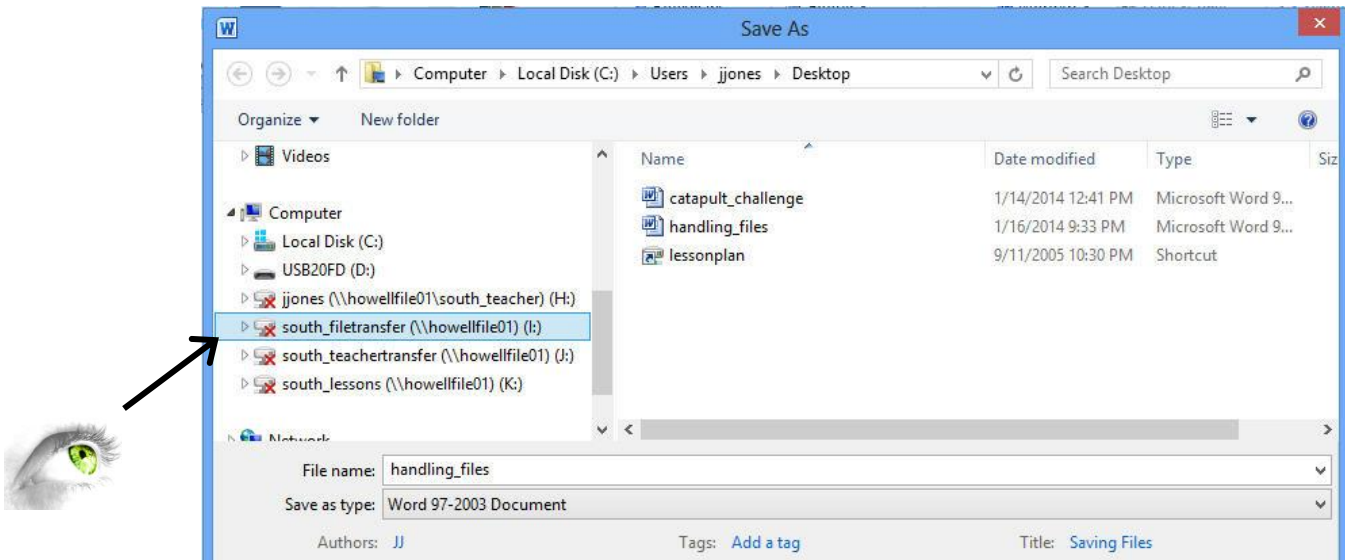 W Save As
Computer Local Disk (C:) Users jjones Desktop Search Desktop
Organize New folder
Videos
Computer
Local Disk (C:)
USB20FD (D:)
jjones (\\howellfile01\south_teacher) (H:)
south_filetransfer (\\howellfile01) (I:)
south_teachertransfer (\\howellfile01) (J:)
south_lessons (\\howellfile01) (K:)
Network
Name Date modified Type Siz
catapult_challenge 1/14/2014 12:41 PM Microsoft Word 9...
handling_files 1/16/2014 9:33 PM Microsoft Word 9...
lessonplan 9/11/2005 10:30 PM Shortcut
File name: handling_files
Save as type: Word 97-2003 Document
Authors: JJ Tags: Add a tag Title: Saving Files